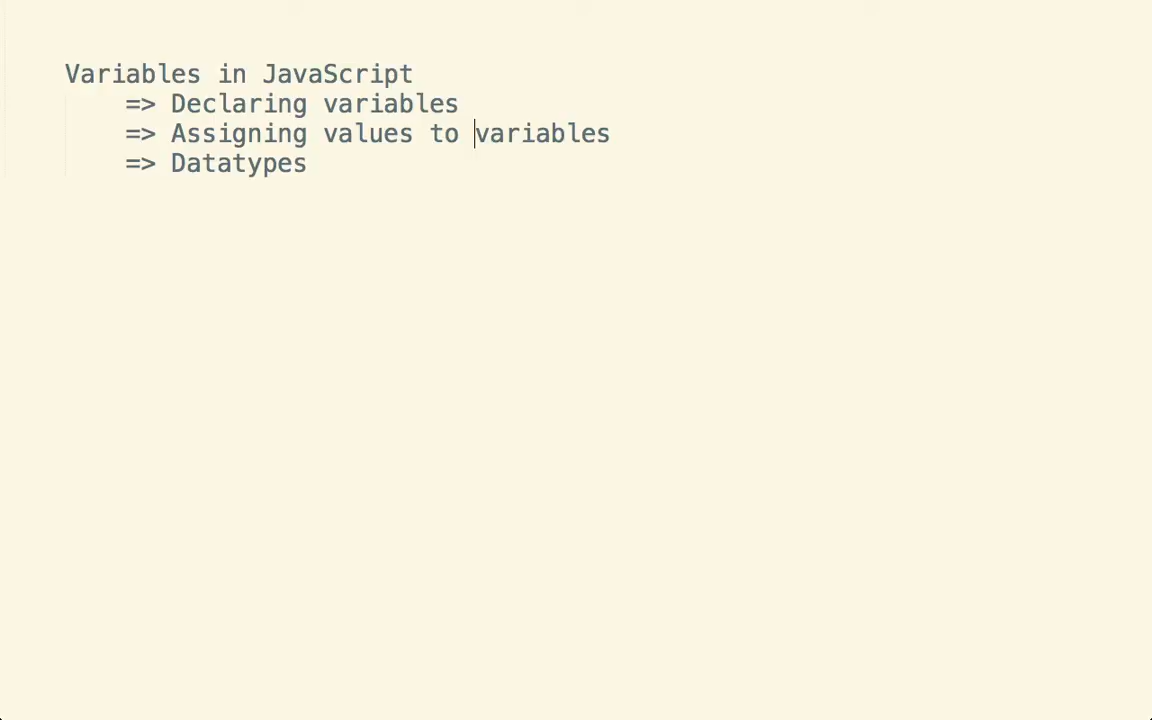 Variables in JavaScript
=> Declaring variables
=> Assigning values to variables
=> Datatypes